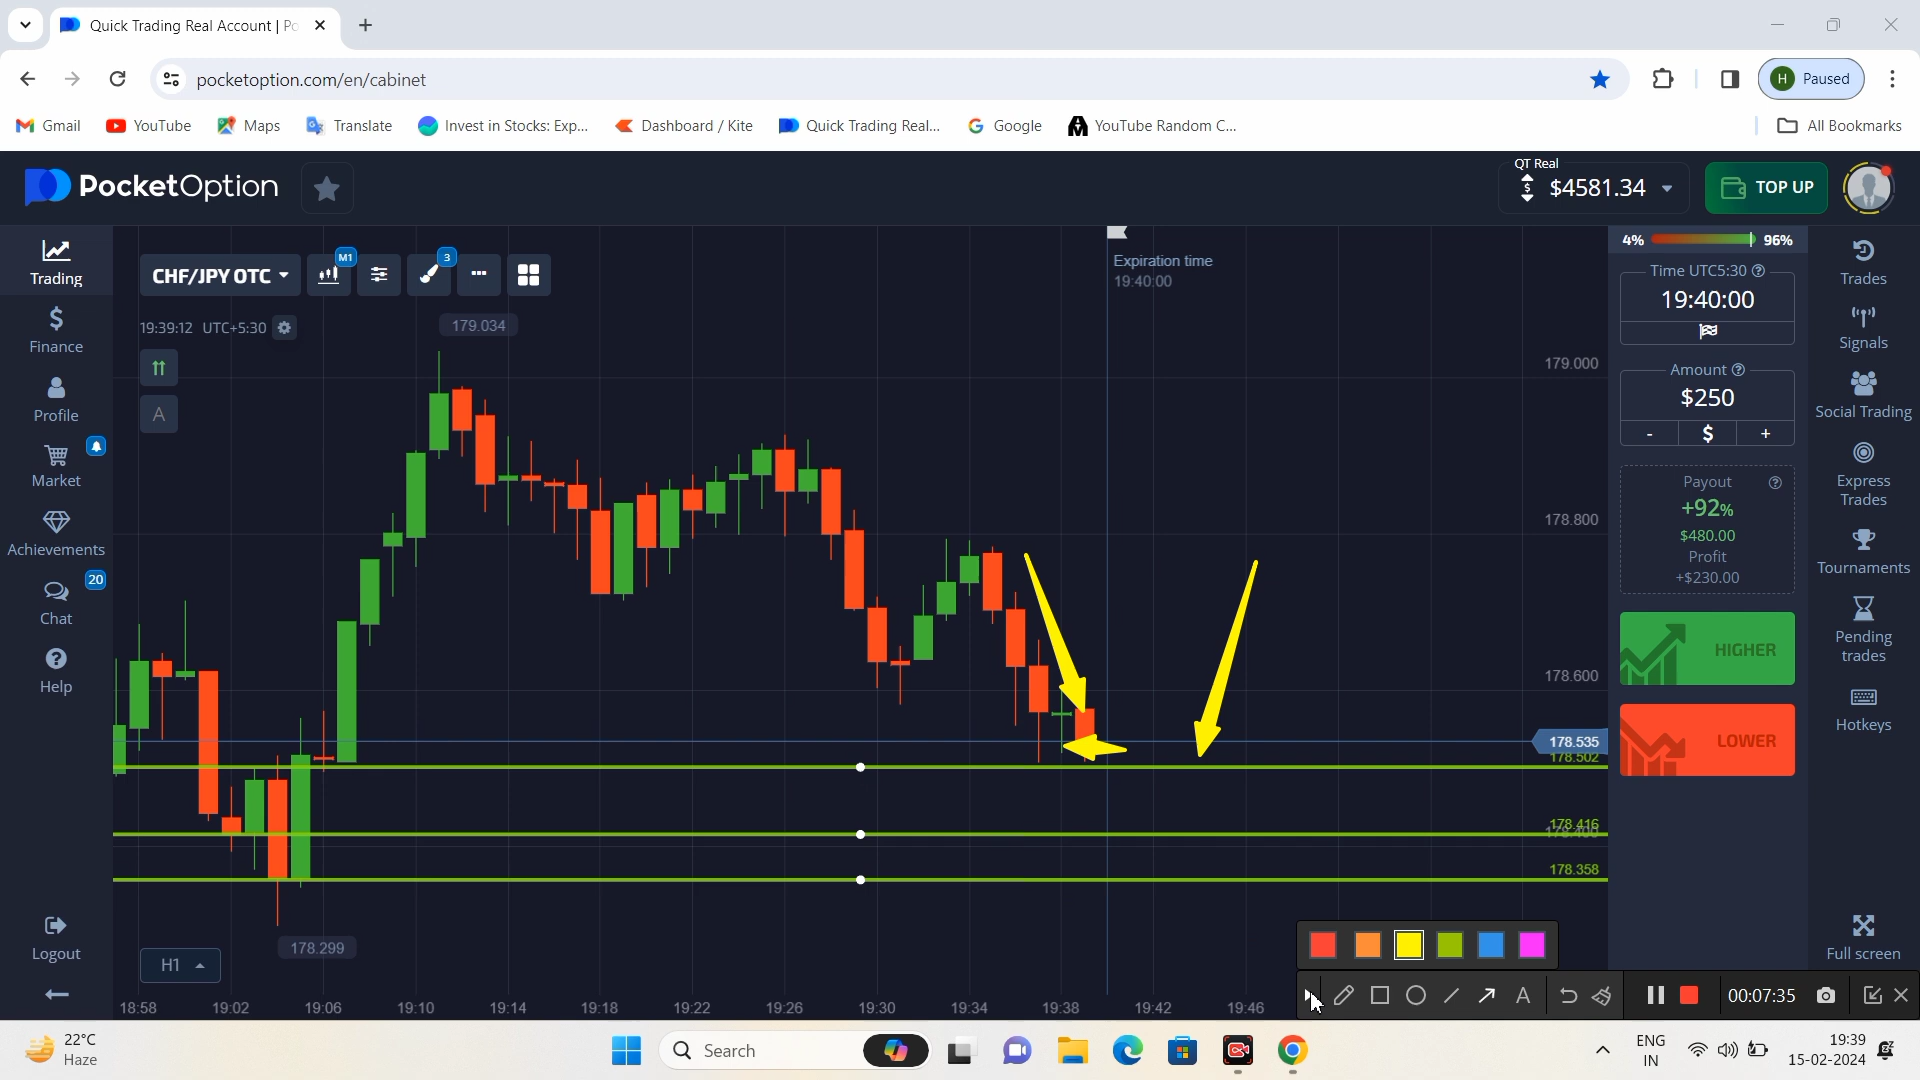 Quick Trading Real Account | Po
pocketoption.com/en/cabinet
H Paused
Gmail
YouTube
Maps
Translate
Invest in Stocks: Exp...
Dashboard / Kite
Quick Trading Real...
Google
YouTube Random C...
All Bookmarks
PocketOption
QT Real
$4581.34
TOP UP
Trading
Finance
Profile
Market
Achievements
20
Chat
Help
Logout
CHF/JPY OTC
M1
3
19:39:12 UTC+5:30
A
179.034
Expiration time
19:40:00
179.000
178.800
178.600
178.535
178.502
178.416
178.400
178.358
178.299
H1
18:58
19:02
19:06
19:10
19:14
19:18
19:22
19:26
19:30
19:34
19:38
19:42
19:46
4% 96%
Time UTC5:30
19:40:00
Amount
$250
- $ +
Payout
+92%
$480.00
Profit
+$230.00
HIGHER
LOWER
Trades
Signals
Social Trading
Express
Trades
Tournaments
Pending
trades
Hotkeys
Full screen
A
00:07:35
22°C
Haze
Search
ENG
IN
19:39
15-02-2024